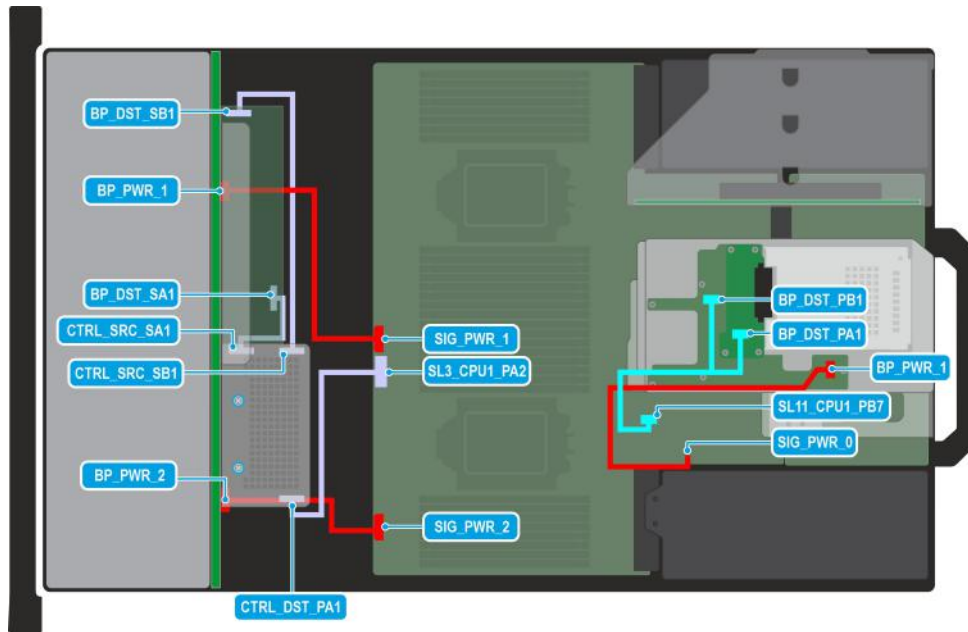 BP_DST_SB1
BP_PWR_1
BP_DST_SA1
CTRL_SRC_SA1
CTRL_SRC_SB1
BP_PWR_2
CTRL_DST_PA1
SIG_PWR_1
SL3_CPU1_PA2
SIG_PWR_2
BP_DST_PB1
BP_DST_PA1
BP_PWR_1
SL11_CPU1_PB7
SIG_PWR_0